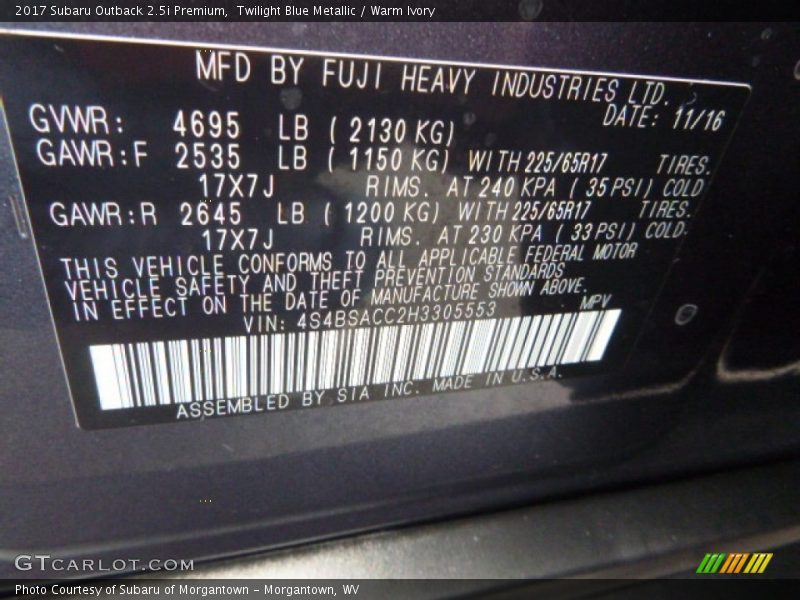 2017 Subaru Outback 2.5i Premium,  Twilight Blue Metallic / Warm Ivory
MFD BY FUJI HEAVY INDUSTRIES LTD.
DATE: 11/16
GVWR: 4695 LB (2130 KG)
GAWR:F 2535 LB (1150 KG) WITH 225/65R17 TIRES.
17X7J RIMS. AT 240 KPA (35 PSI) COLD
GAWR:R 2645 LB (1200 KG) WITH 225/65R17 TIRES.
17X7J RIMS. AT 230 KPA (33 PSI) COLD.
THIS VEHICLE CONFORMS TO ALL APPLICABLE FEDERAL MOTOR
VEHICLE SAFETY AND THEFT PREVENTION STANDARDS
IN EFFECT ON THE DATE OF MANUFACTURE SHOWN ABOVE.
VIN: 4S4BSACC2H3305553 MPV
ASSEMBLED BY SIA INC. MADE IN U.S.A.
GTCARLOT.COM
Photo Courtesy of Subaru of Morgantown - Morgantown, WV